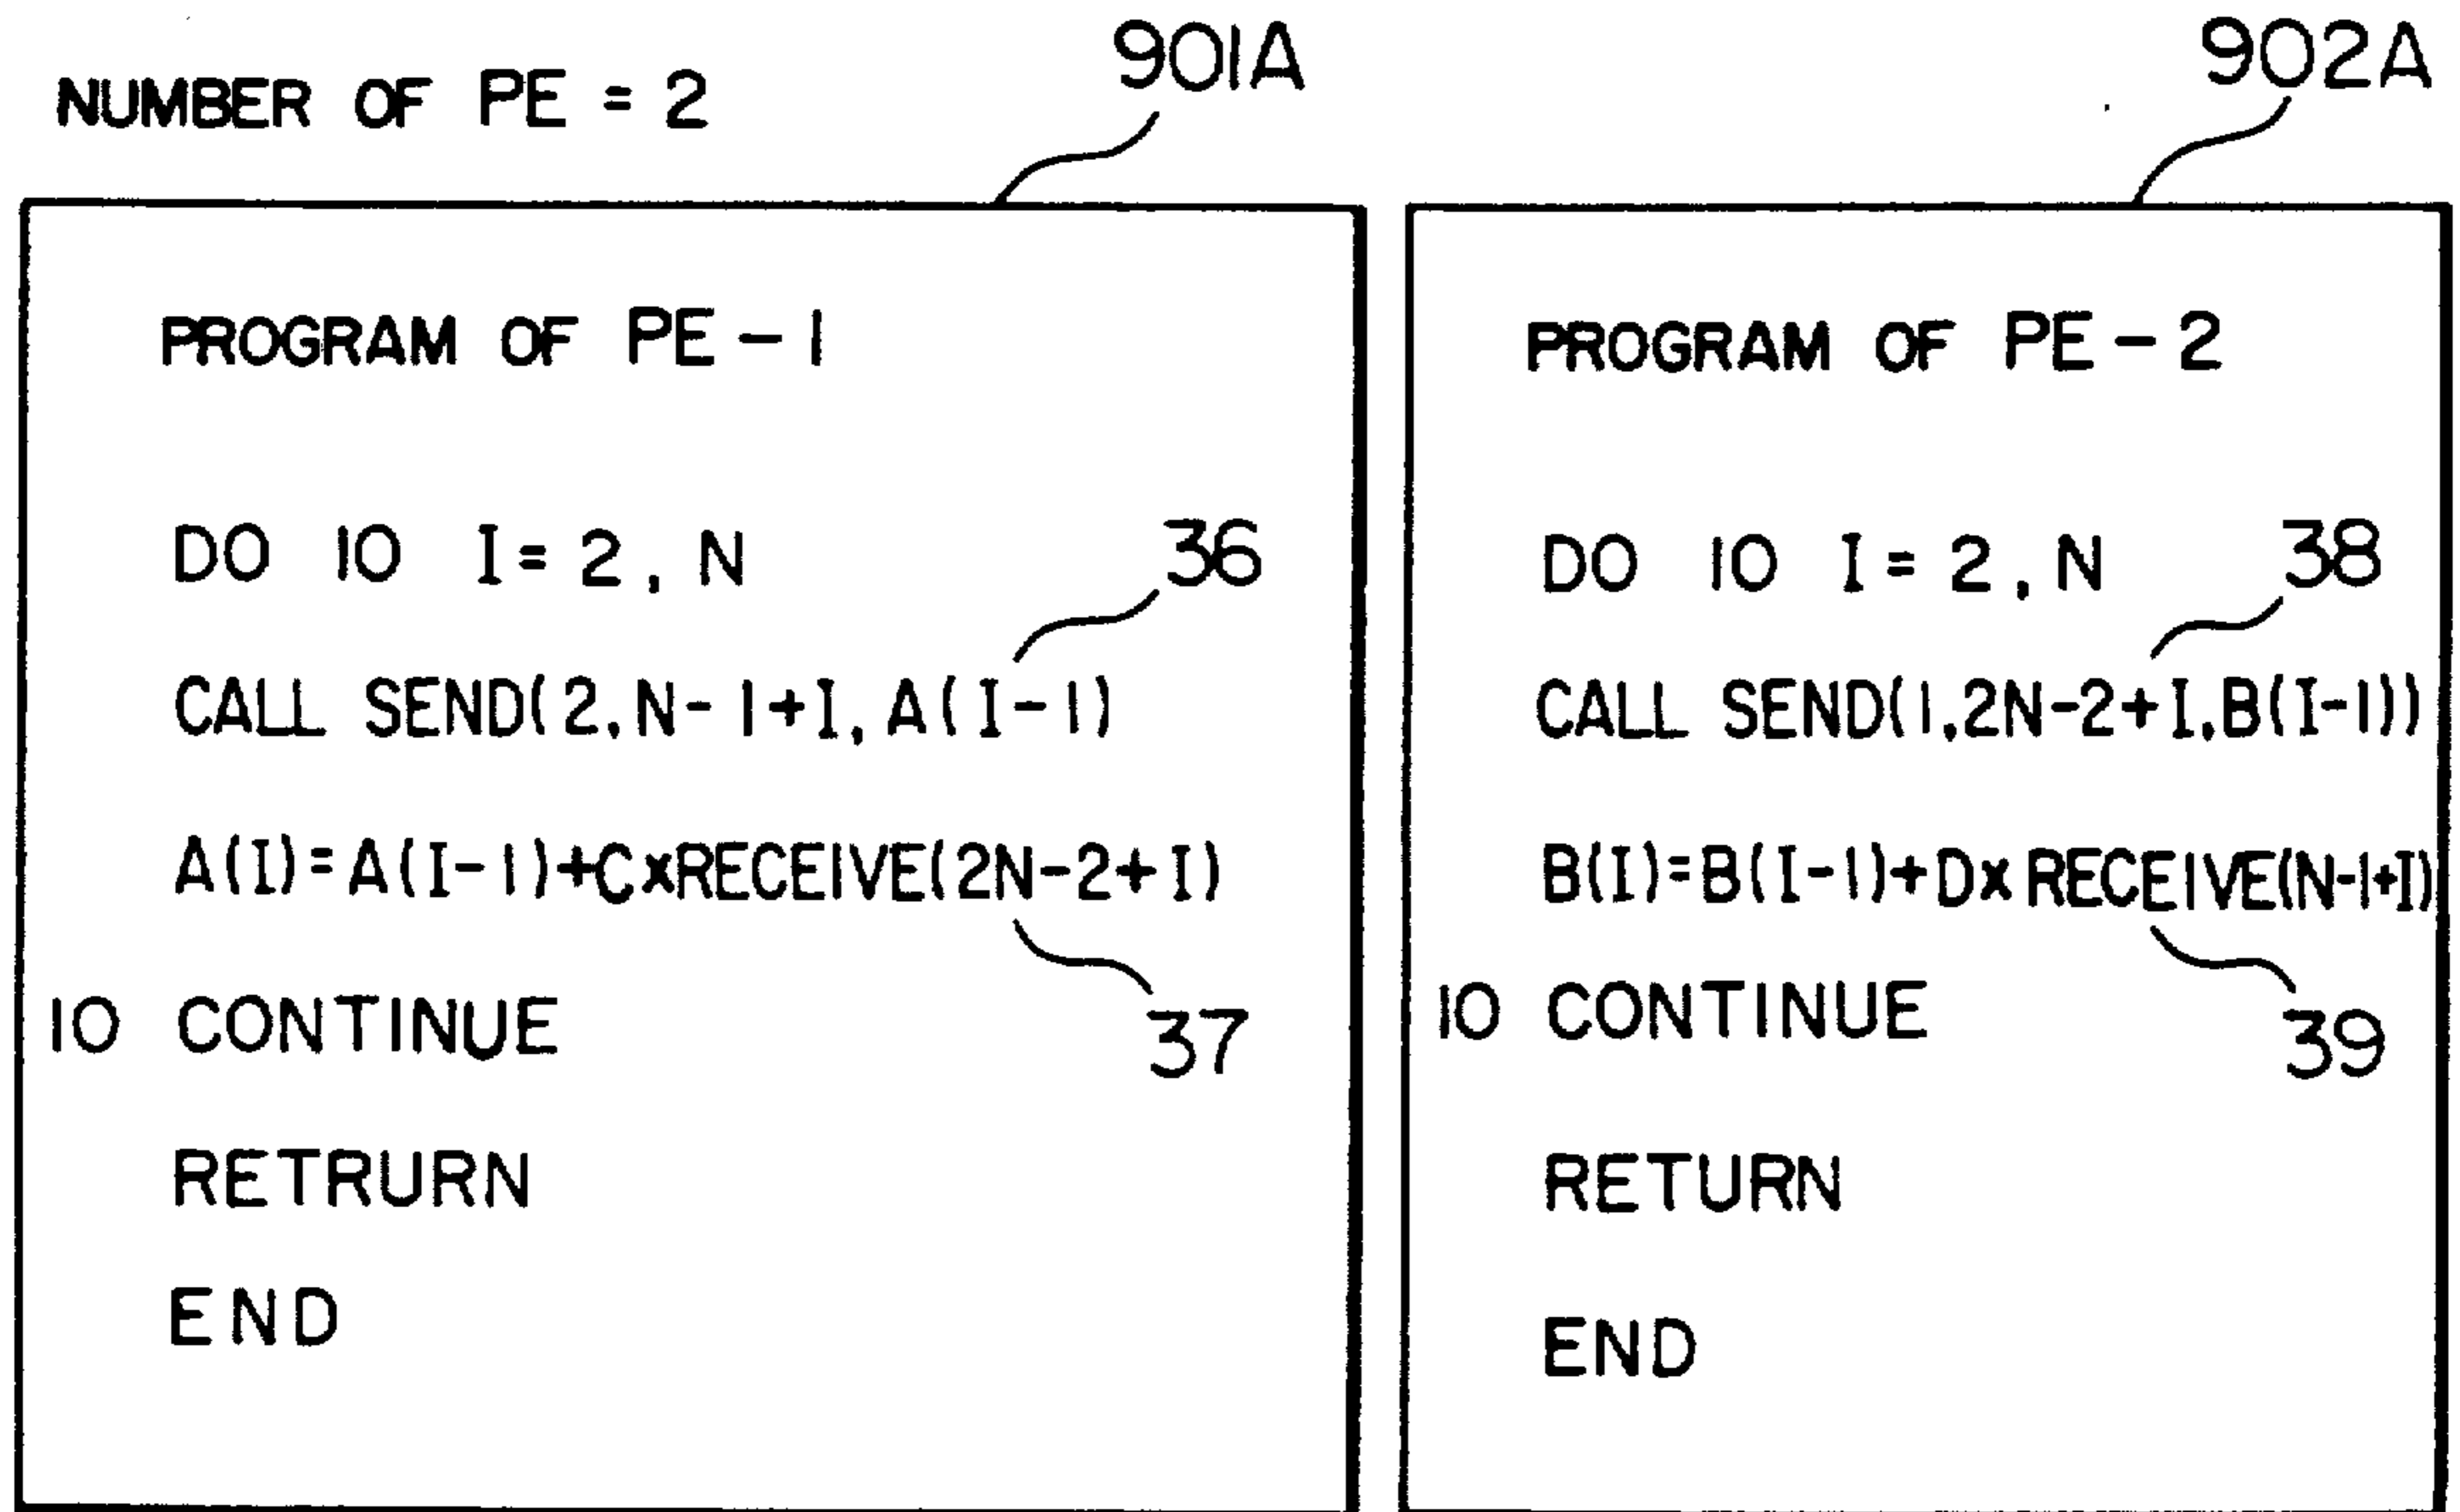 NUMBER OF PE = 2
901A
902A
PROGRAM OF PE - 1
DO 10 I = 2, N
36
CALL SEND(2, N- 1+I, A(I-1)
A(I)=A(I-1)+C×RECEIVE(2N-2+I)
37
10 CONTINUE
RETRURN
END
PROGRAM OF PE - 2
DO 10 I = 2, N
38
CALL SEND(1,2N-2+I,B(I-1))
B(I)=B(I-1)+D×RECEIVE(N-1+I)
39
10 CONTINUE
RETURN
END